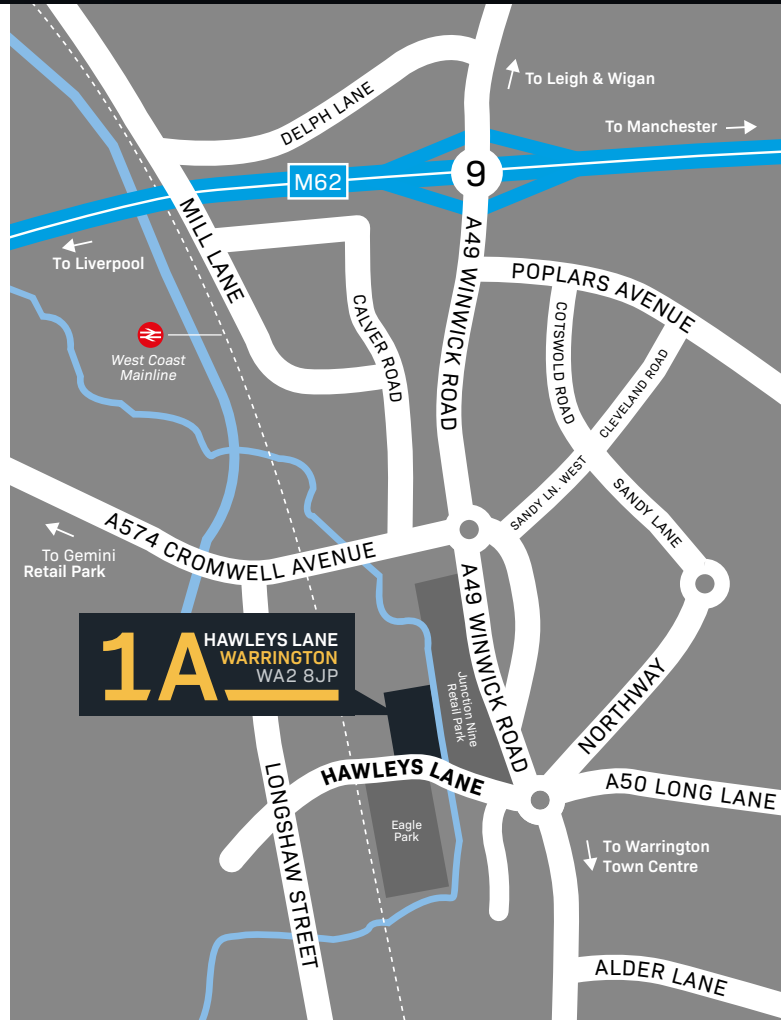 To Leigh & Wigan
DELPH LANE
To Manchester
M62
9
MILL LANE
A49 WINWICK ROAD
To Liverpool
POPLARS AVENUE
CALVER ROAD
COTSWOLD ROAD
West Coast
Mainline
CLEVELAND ROAD
SANDY LN. WEST
SANDY LANE
A574 CROMWELL AVENUE
To Gemini
Retail Park
A49 WINWICK ROAD
1A
HAWLEYS LANE
WARRINGTON
WA2 8JP
Junction Nine
Retail Park
NORTHWAY
HAWLEYS LANE
A50 LONG LANE
LONGSHAW STREET
Eagle
Park
To Warrington
Town Centre
ALDER LANE